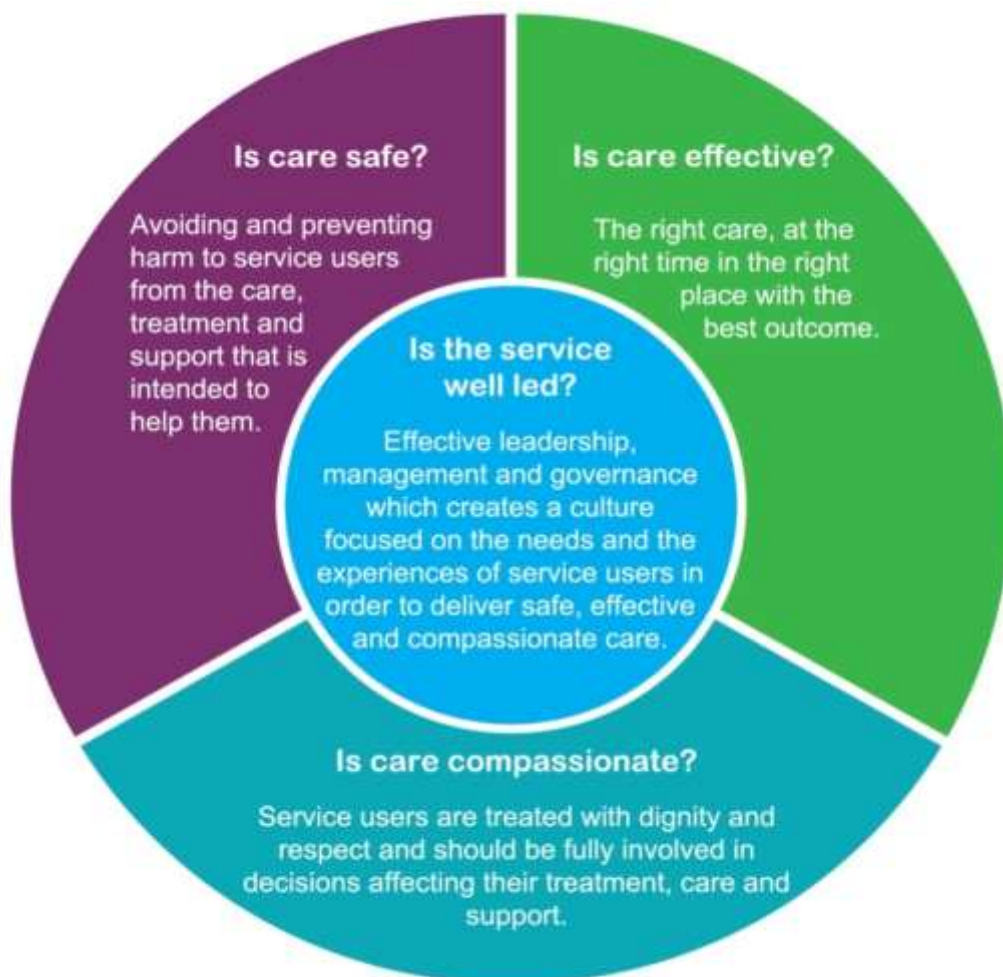 Is care safe?
Avoiding and preventing
harm to service users
from the care,
treatment and
support that is
intended to
help them.
Is care effective?
The right care, at the
right time in the right
place with the
best outcome.
Is the service
well led?
Effective leadership,
management and governance
which creates a culture
focused on the needs and the
experiences of service users in
order to deliver safe, effective
and compassionate care.
Is care compassionate?
Service users are treated with dignity and
respect and should be fully involved in
decisions affecting their treatment, care and
support.